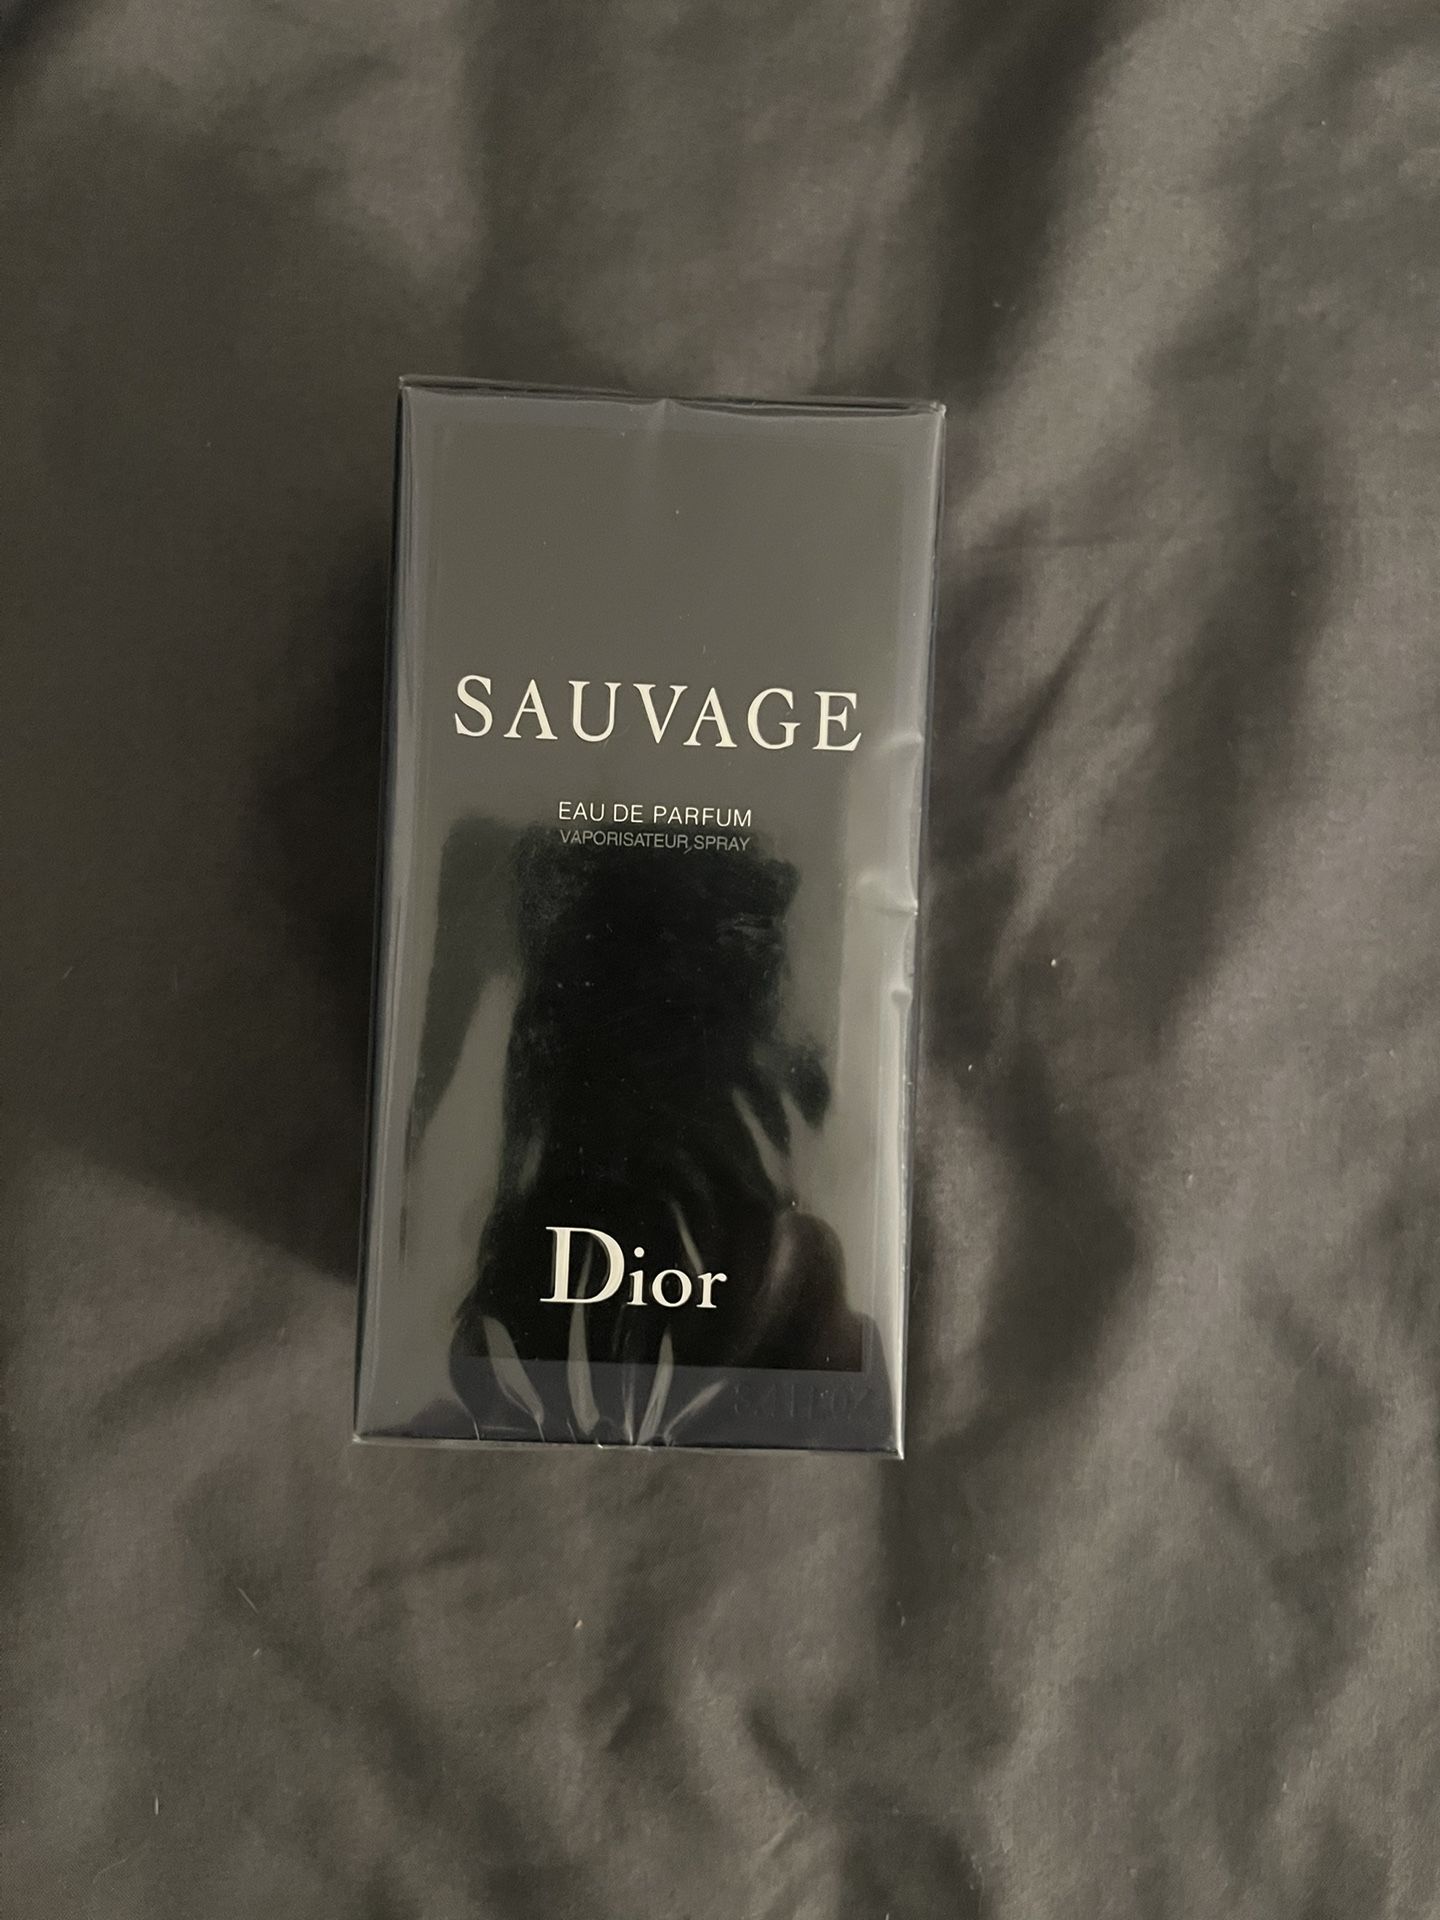 SAUVAGE
EAU DE PARFUM
VAPORISATEUR SPRAY
Dior